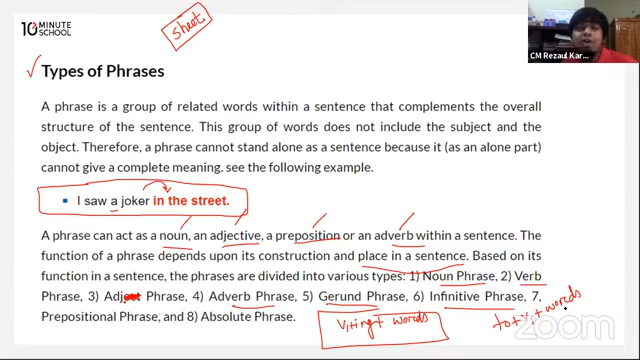 10 MINUTE SCHOOL
sheet
Types of Phrases
CM Rezaul Kar...
A phrase is a group of related words within a sentence that complements the overall
structure of the sentence. This group of words does not include the subject and the
object. Therefore, a phrase cannot stand alone as a sentence because it (as an alone part)
cannot give a complete meaning. see the following example.
I saw a joker in the street.
A phrase can act as a noun, an adjective, a preposition or an adverb within a sentence. The
function of a phrase depends upon its construction and place in a sentence. Based on its
function in a sentence, the phrases are divided into various types: 1) Noun Phrase, 2) Verb
Phrase, 3) Adject Phrase, 4) Adverb Phrase, 5) Gerund Phrase, 6) Infinitive Phrase, 7,
Prepositional Phrase, and 8) Absolute Phrase.
V₁+ing + words
to + V₁ + words
zoom